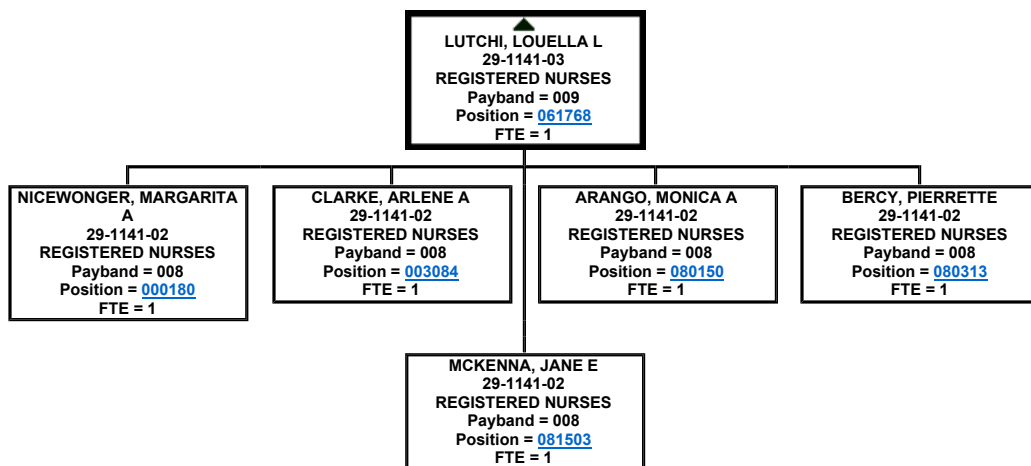 LUTCHI, LOUELLA L
29-1141-03
REGISTERED NURSES
Payband = 009
Position = 061768
FTE = 1
NICEWONGER, MARGARITA
A
29-1141-02
REGISTERED NURSES
Payband = 008
Position = 000180
FTE = 1
CLARKE, ARLENE A
29-1141-02
REGISTERED NURSES
Payband = 008
Position = 003084
FTE = 1
ARANGO, MONICA A
29-1141-02
REGISTERED NURSES
Payband = 008
Position = 080150
FTE = 1
BERCY, PIERRETTE
29-1141-02
REGISTERED NURSES
Payband = 008
Position = 080313
FTE = 1
MCKENNA, JANE E
29-1141-02
REGISTERED NURSES
Payband = 008
Position = 081503
FTE = 1